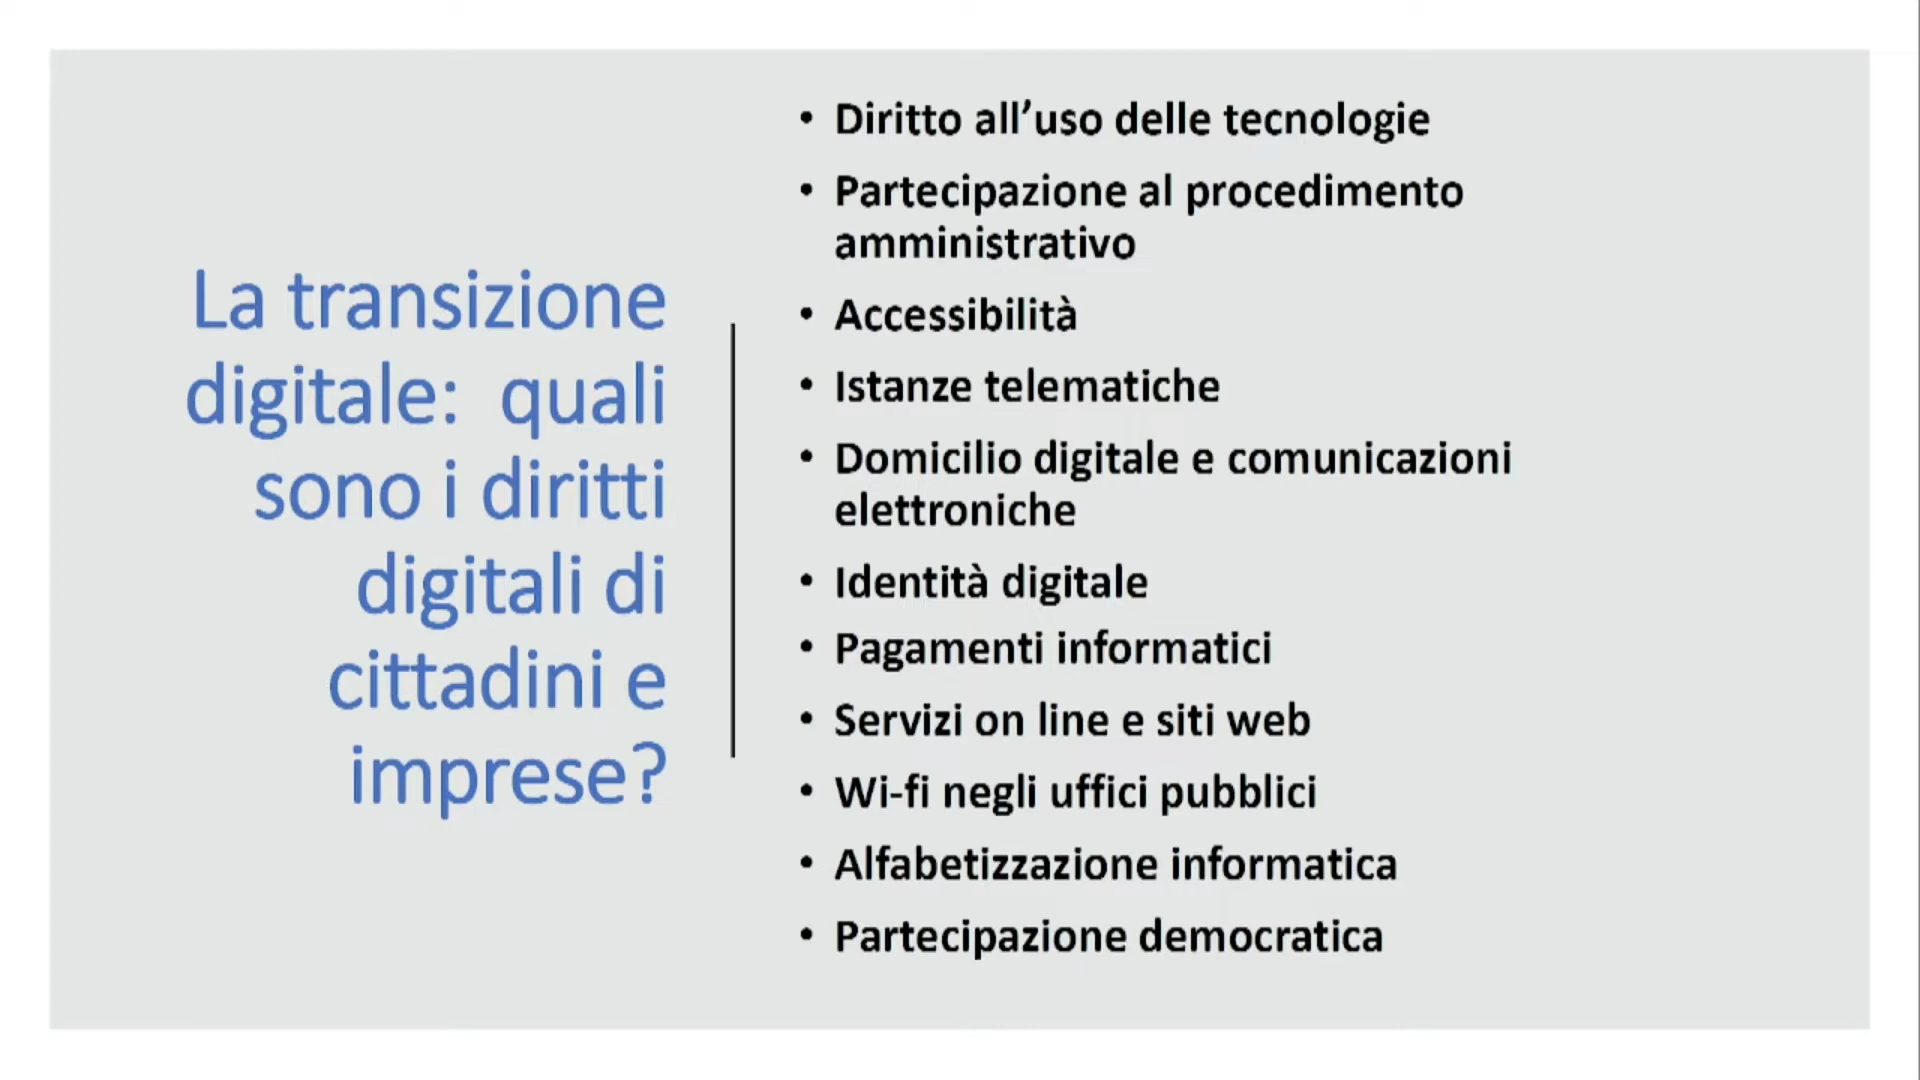 La transizione
digitale:  quali
sono i diritti
digitali di
cittadini e
imprese?
• Diritto all’uso delle tecnologie
• Partecipazione al procedimento
amministrativo
• Accessibilità
• Istanze telematiche
• Domicilio digitale e comunicazioni
elettroniche
• Identità digitale
• Pagamenti informatici
• Servizi on line e siti web
• Wi-fi negli uffici pubblici
• Alfabetizzazione informatica
• Partecipazione democratica